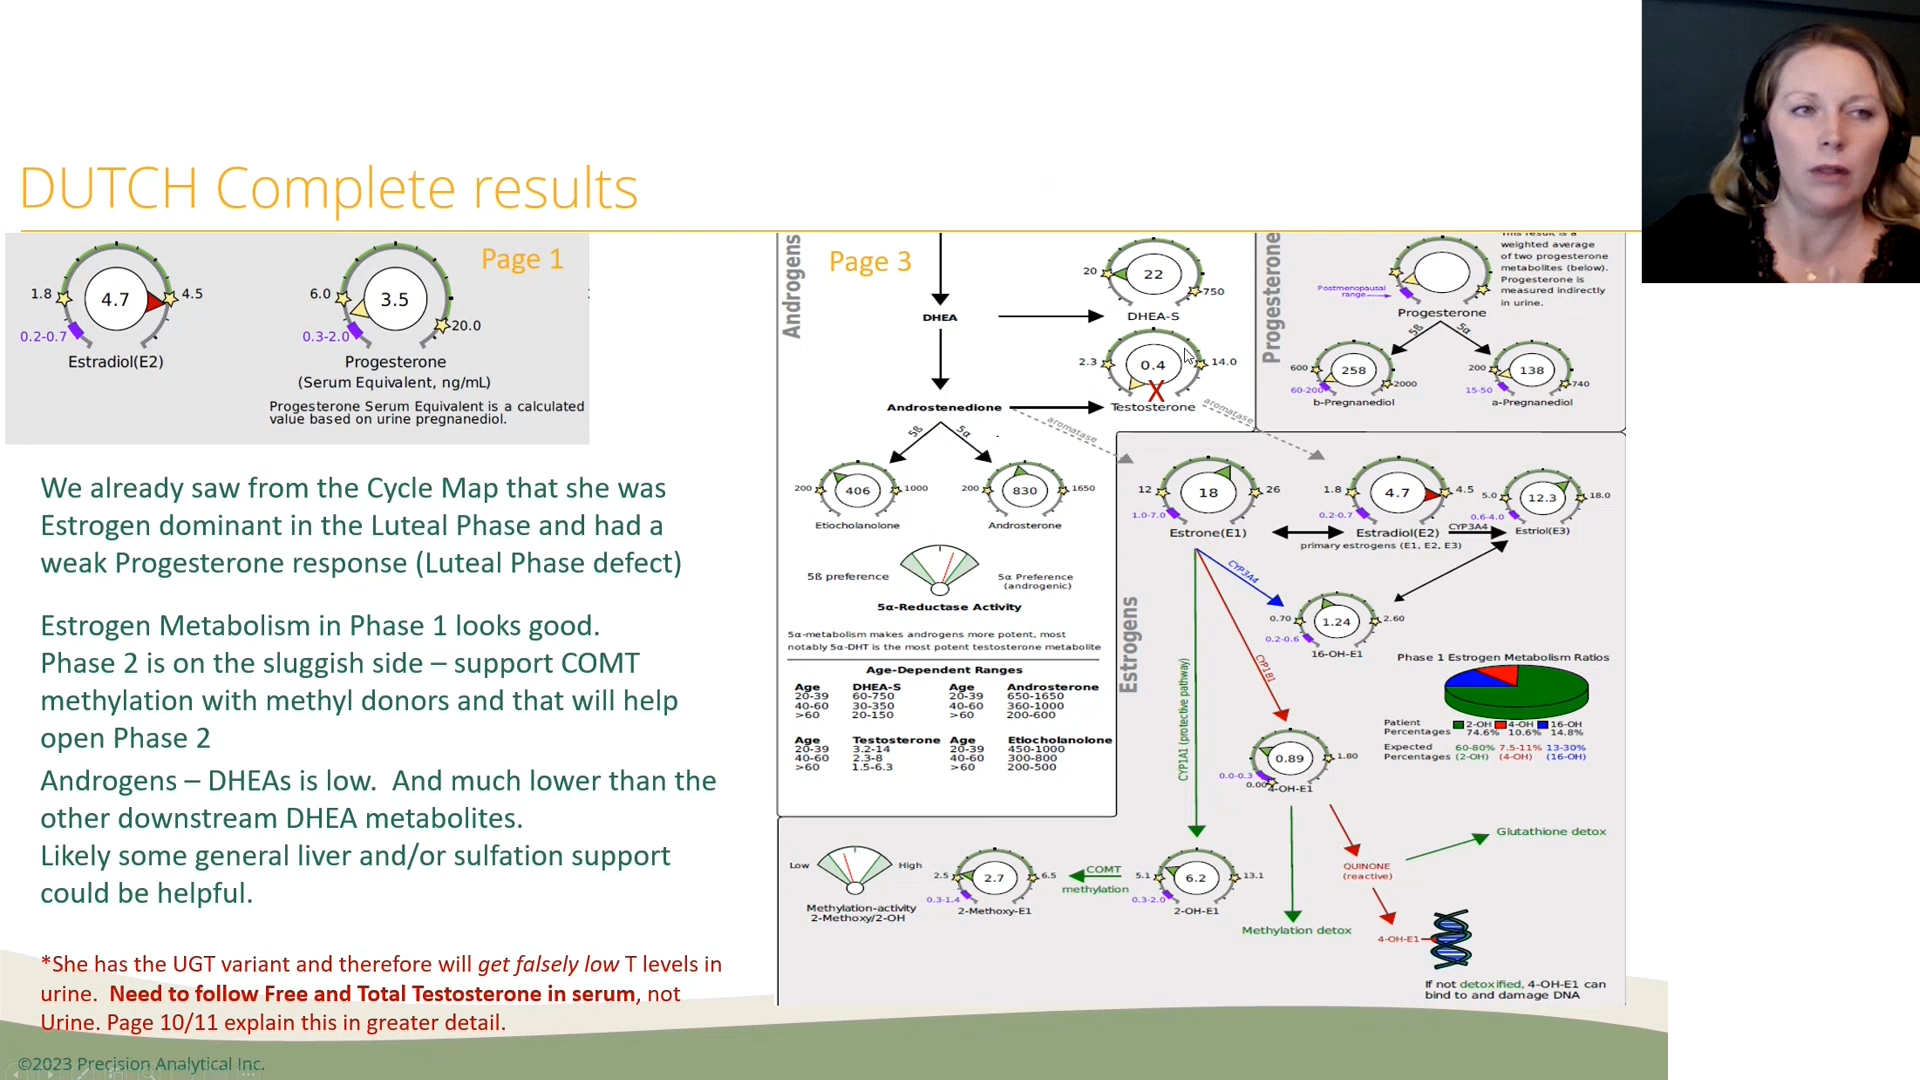 DUTCH Complete results
Page 1
1.8
4.7
4.5
0.2-0.7
Estradiol(E2)
6.0
3.5
20.0
0.3-2.0
Progesterone
(Serum Equivalent, ng/mL)
Progesterone Serum Equivalent is a calculated
value based on urine pregnanediol.
We already saw from the Cycle Map that she was
Estrogen dominant in the Luteal Phase and had a
weak Progesterone response (Luteal Phase defect)
Estrogen Metabolism in Phase 1 looks good.
Phase 2 is on the sluggish side – support COMT
methylation with methyl donors and that will help
open Phase 2
Androgens – DHEAs is low.  And much lower than the
other downstream DHEA metabolites.
Likely some general liver and/or sulfation support
could be helpful.
*She has the UGT variant and therefore will get falsely low T levels in
urine.  Need to follow Free and Total Testosterone in serum, not
Urine. Page 10/11 explain this in greater detail.
©2023 Precision Analytical Inc.
Androgens
Page 3
20
22
750
DHEA
DHEA-S
2.3
0.4
14.0
X
Androstenedione
Testosterone
aromatase
aromatase
5ß
5α
200
406
1000
Etiocholanolone
200
830
1650
Androsterone
5ß preference
5α Preference
(androgenic)
5α-Reductase Activity
5α-metabolism makes androgens more potent, most
notably 5α-DHT is the most potent testosterone metabolite
Age-Dependent Ranges
Age DHEA-S Age Androsterone
20-39 60-750 20-39 650-1650
40-60 30-350 40-60 360-1000
>60 20-150 >60 200-600
Age Testosterone Age Etiocholanolone
20-39 3.2-14 20-39 450-1000
40-60 2.3-8 40-60 300-800
>60 1.5-6.3 >60 200-500
Progesterone
This result is a
weighted average
of two progesterone
metabolites (below).
Progesterone is
measured indirectly
in urine.
Postmenopausal
range
Progesterone
5ß
5α
600
258
2000
60-200
b-Pregnanediol
200
138
740
15-50
a-Pregnanediol
Estrogens
12
18
26
1.0-7.0
Estrone(E1)
1.8
4.7
4.5
0.2-0.7
Estradiol(E2)
CYP3A4
5.0
12.3
18.0
0.6-4.0
Estriol(E3)
primary estrogens (E1, E2, E3)
CYP3A4
0.70
1.24
2.60
0.2-0.6
16-OH-E1
CYP1B1
CYP1A1 (protective pathway)
Phase 1 Estrogen Metabolism Ratios
Patient
Percentages
2-OH 4-OH 16-OH
74.6% 10.6% 14.8%
Expected
Percentages
60-80% 7.5-11% 13-30%
(2-OH) (4-OH) (16-OH)
0.89
1.80
0.0-0.3
0.00
4-OH-E1
Low
High
Methylation-activity
2-Methoxy/2-OH
2.5
2.7
6.5
0.3-1.4
2-Methoxy-E1
COMT
methylation
5.1
6.2
13.1
0.3-2.0
2-OH-E1
Methylation detox
QUINONE
(reactive)
Glutathione detox
4-OH-E1
If not detoxified, 4-OH-E1 can
bind to and damage DNA